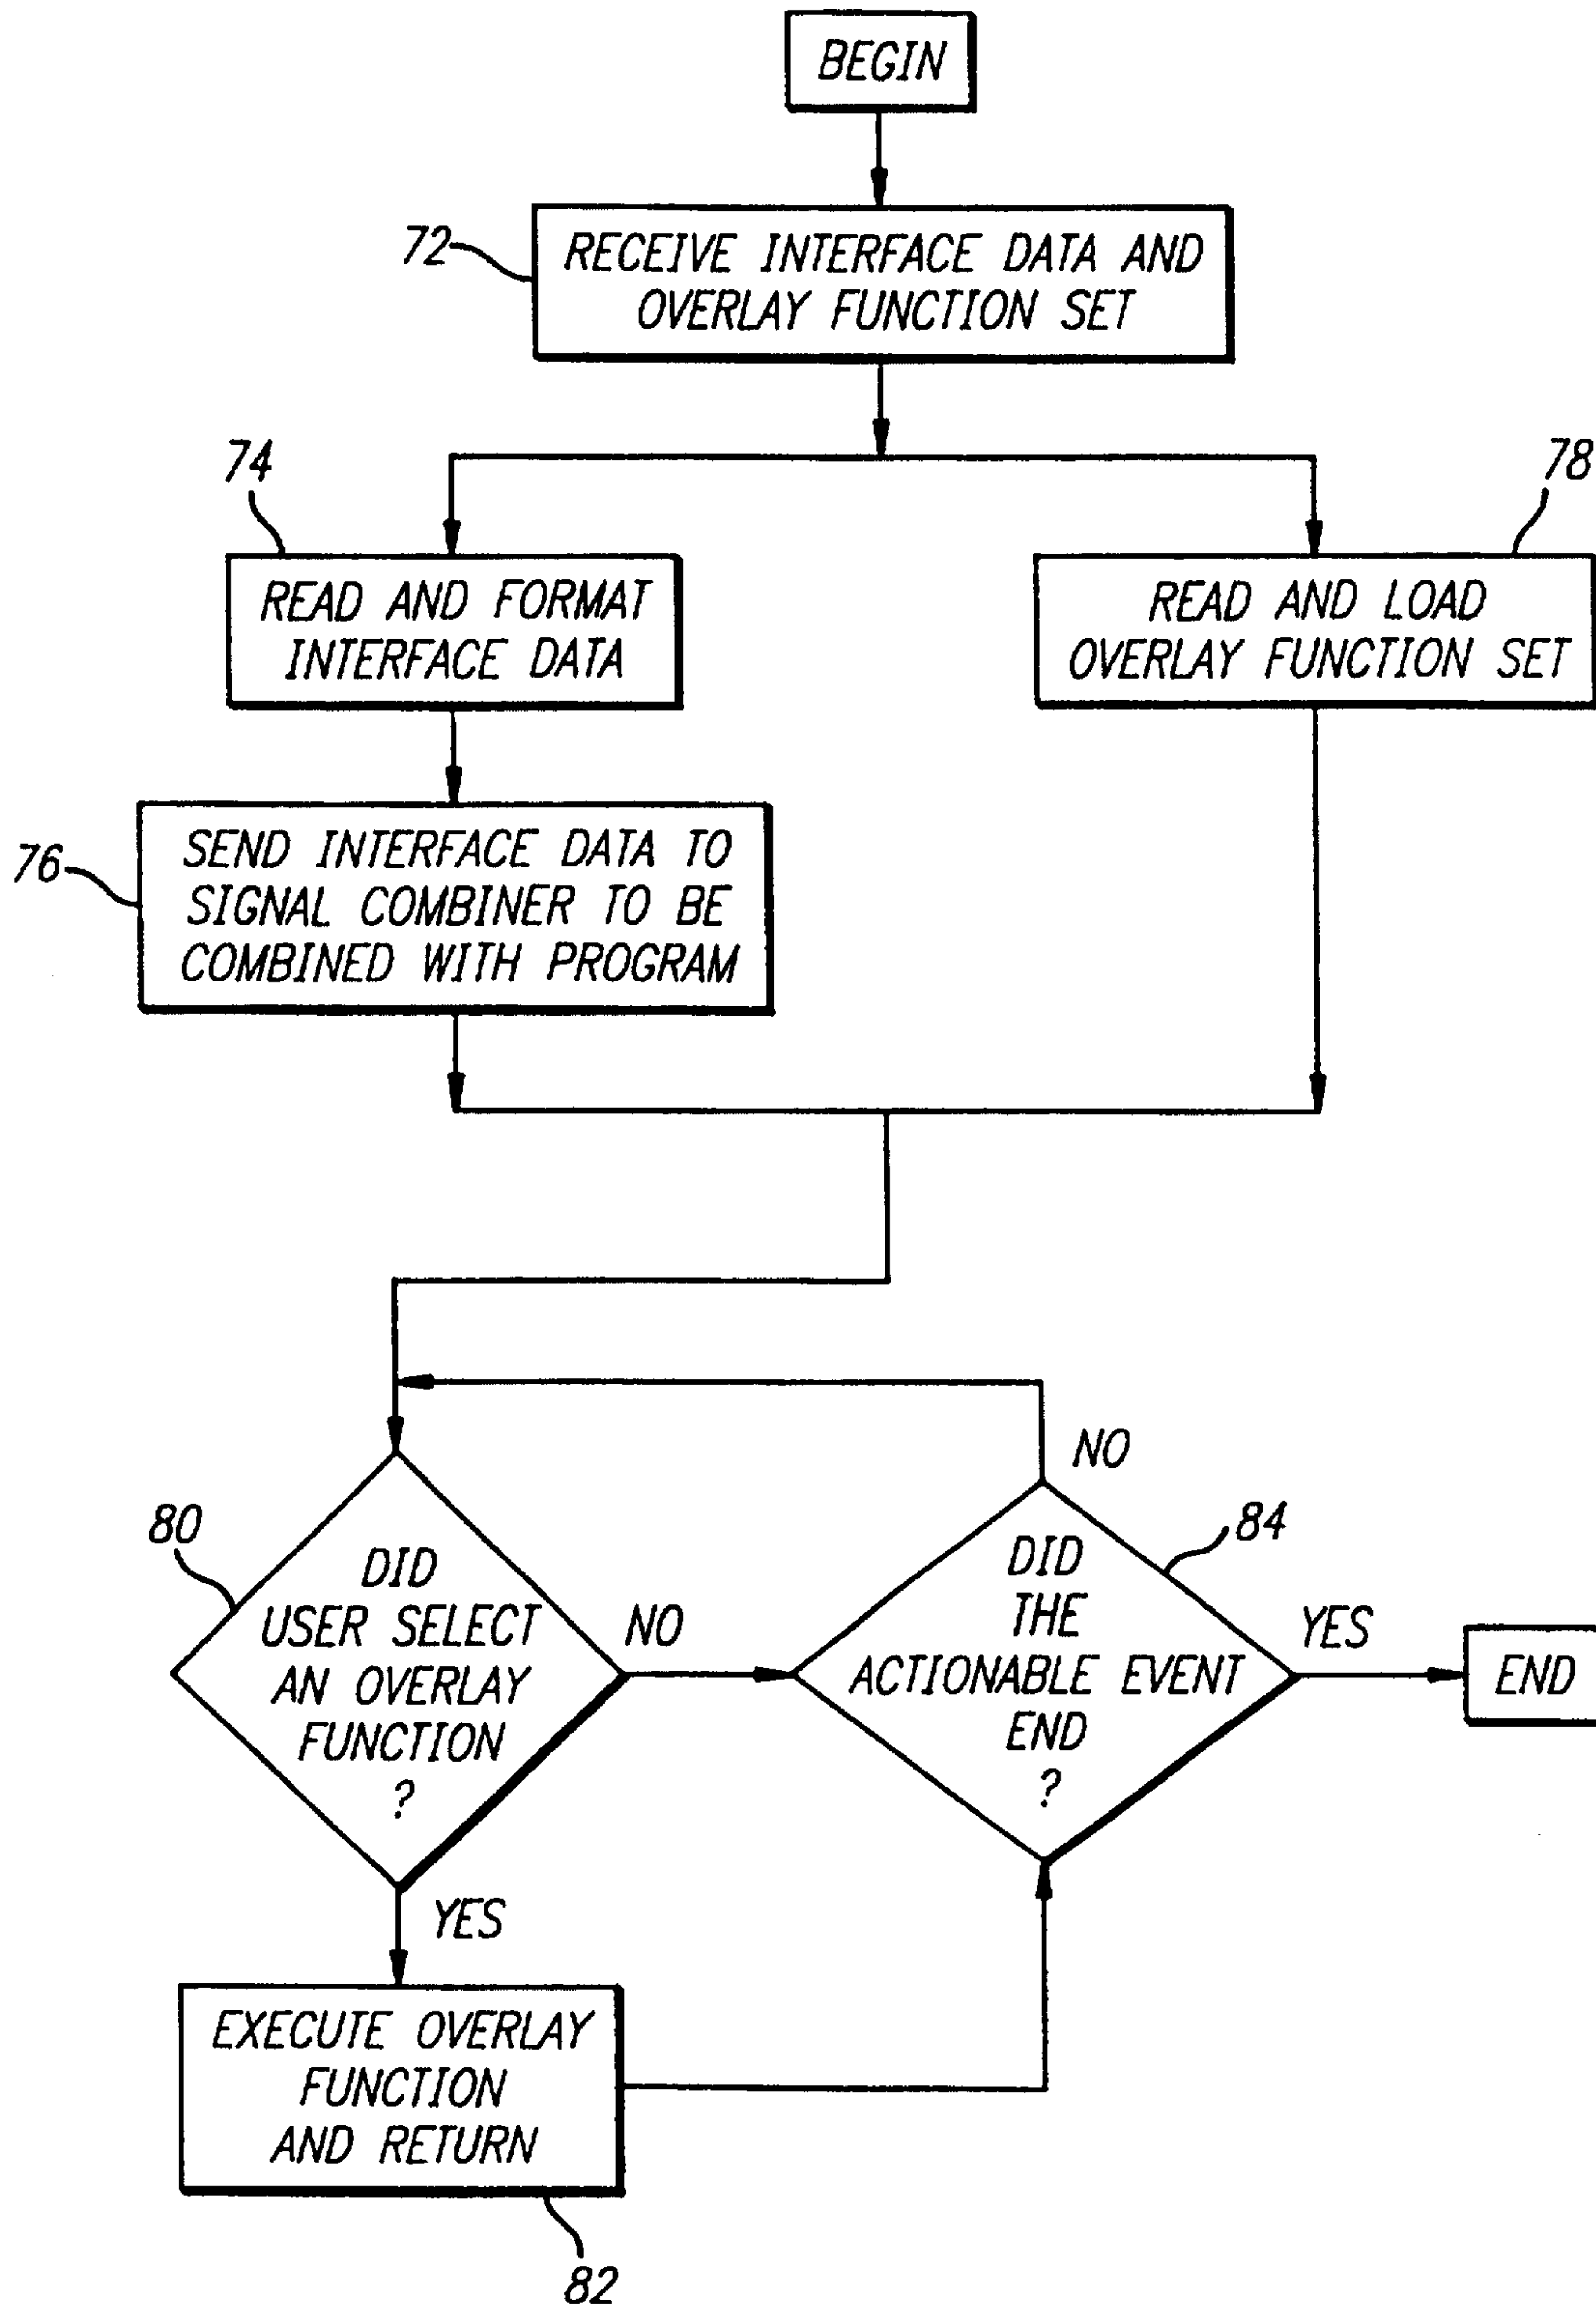 BEGIN
72
RECEIVE INTERFACE DATA AND
OVERLAY FUNCTION SET
74
78
READ AND FORMAT
INTERFACE DATA
READ AND LOAD
OVERLAY FUNCTION SET
76
SEND INTERFACE DATA TO
SIGNAL COMBINER TO BE
COMBINED WITH PROGRAM
80
DID
USER SELECT
AN OVERLAY
FUNCTION
?
NO
YES
NO
84
DID
THE
ACTIONABLE EVENT
END
?
YES
END
EXECUTE OVERLAY
FUNCTION
AND RETURN
82